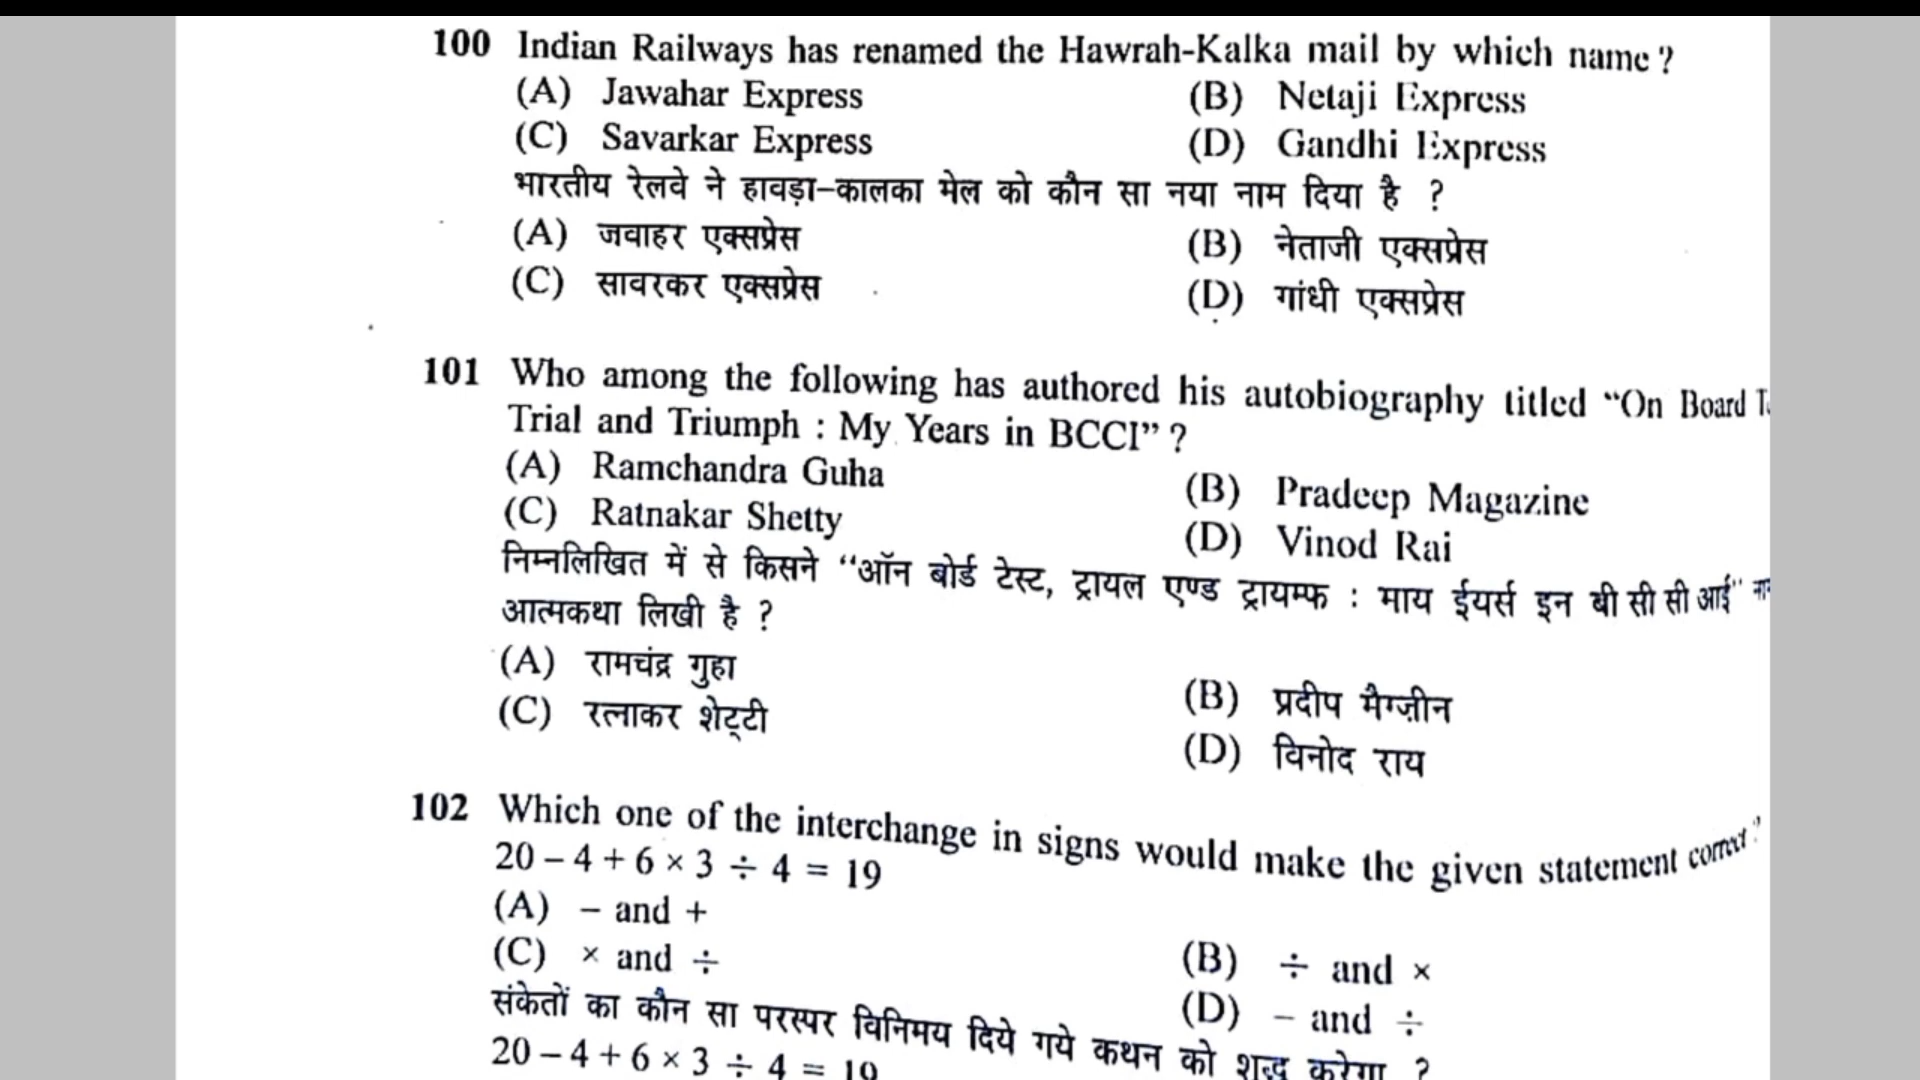 100 Indian Railways has renamed the Hawrah-Kalka mail by which name ?
(A) Jawahar Express (B) Netaji Express
(C) Savarkar Express (D) Gandhi Express
भारतीय रेलवे ने हावड़ा–कालका मेल को कौन सा नया नाम दिया है ?
(A) जवाहर एक्सप्रेस (B) नेताजी एक्सप्रेस
(C) सावरकर एक्सप्रेस (D) गांधी एक्सप्रेस
101 Who among the following has authored his autobiography titled “On Board
Trial and Triumph : My Years in BCCI” ?
(A) Ramchandra Guha (B) Pradeep Magazine
(C) Ratnakar Shetty (D) Vinod Rai
निम्नलिखित में से किसने “ऑन बोर्ड टेस्ट, ट्रायल एण्ड ट्रायम्फ : माय ईयर्स इन बी सी सी आई”
आत्मकथा लिखी है ?
(A) रामचंद्र गुहा (B) प्रदीप मैग्ज़ीन
(C) रत्नाकर शेट्टी (D) विनोद राय
102 Which one of the interchange in signs would make the given statement correct ?
20 – 4 + 6 × 3 ÷ 4 = 19
(A) – and + (B) ÷ and ×
(C) × and ÷ (D) – and ÷
संकेतों का कौन सा परस्पर विनिमय दिये गये कथन को शुद्ध करेगा ?
20 – 4 + 6 × 3 ÷ 4 = 19